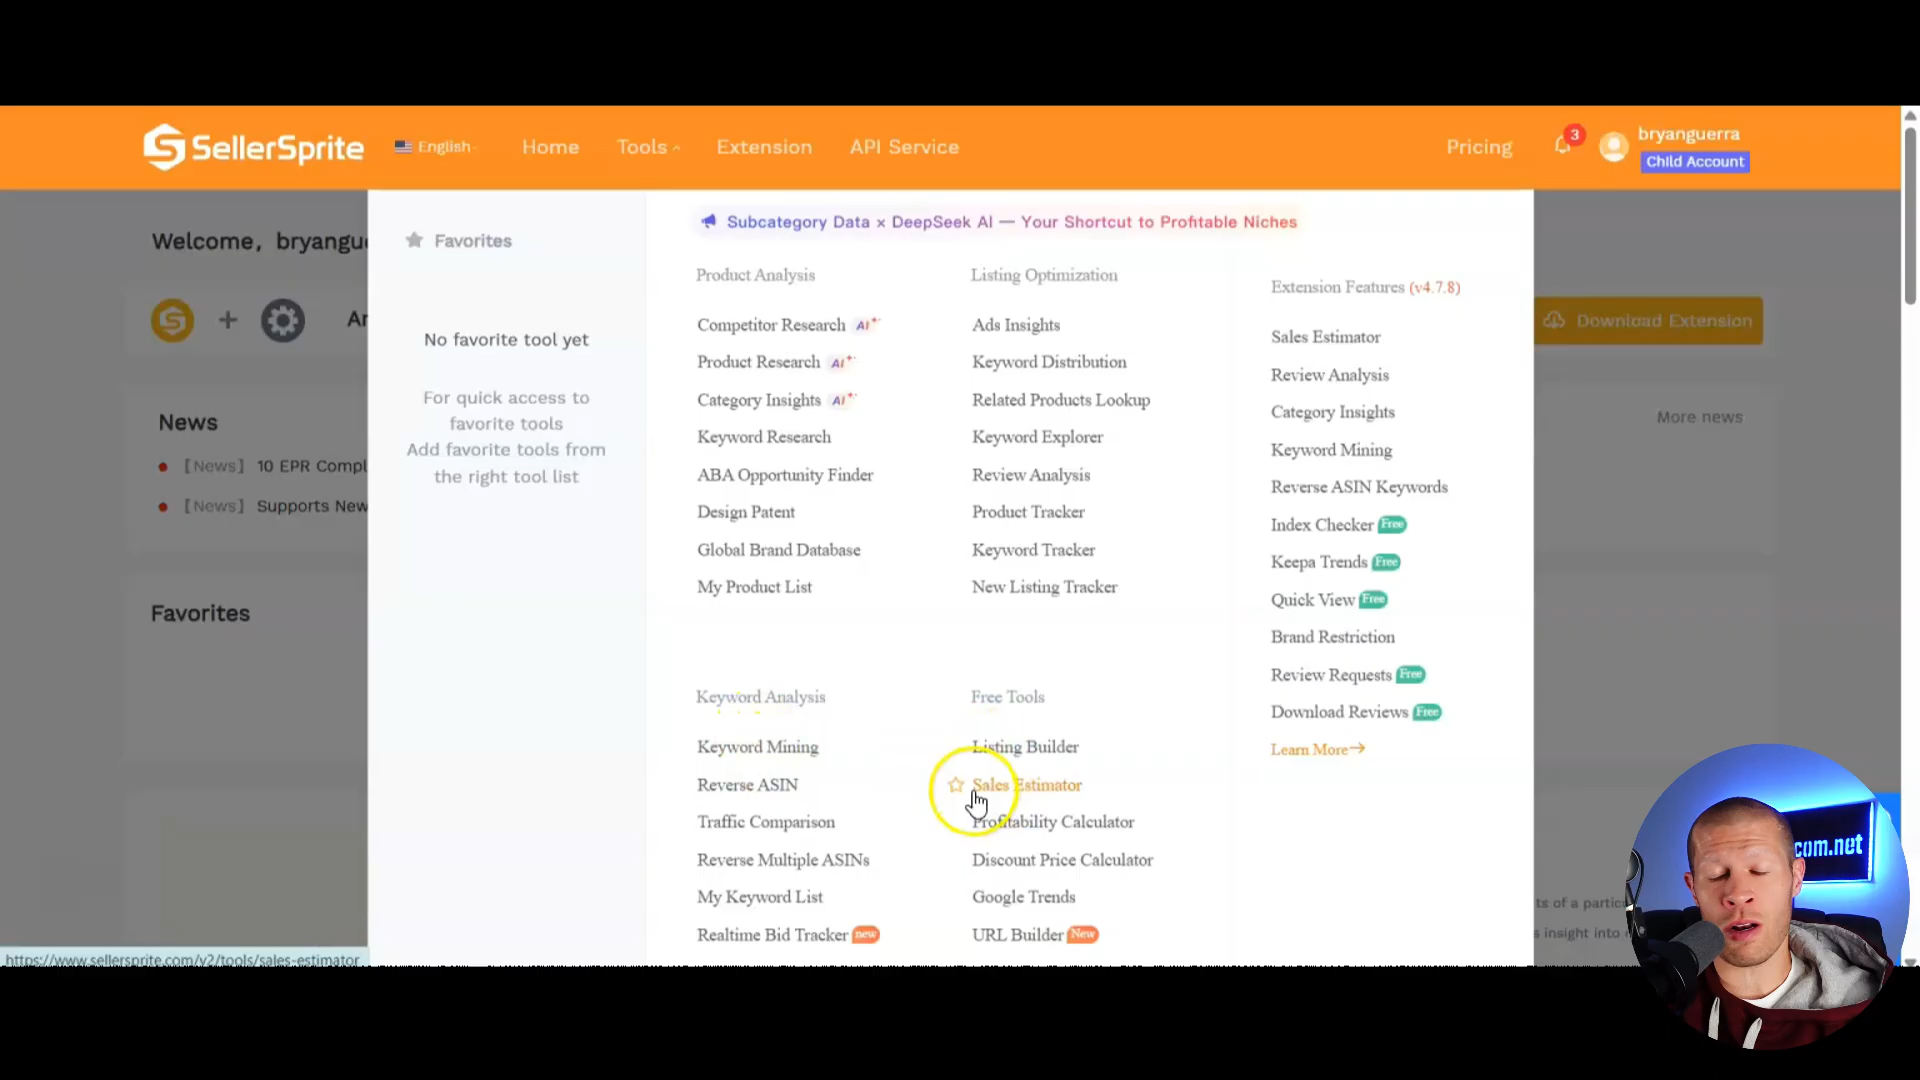 SellerSprite
English
Home
Tools
Extension
API Service
Pricing
3
bryanguerra
Child Account
Welcome, bryangu
+
Ar
Download Extension
News
More news
[News] 10 EPR Compl
[News] Supports New
Favorites
Favorites
No favorite tool yet
For quick access to
favorite tools
Add favorite tools from
the right tool list
Subcategory Data × DeepSeek AI — Your Shortcut to Profitable Niches
Product Analysis
Competitor Research AI
Product Research AI
Category Insights AI
Keyword Research
ABA Opportunity Finder
Design Patent
Global Brand Database
My Product List
Listing Optimization
Ads Insights
Keyword Distribution
Related Products Lookup
Keyword Explorer
Review Analysis
Product Tracker
Keyword Tracker
New Listing Tracker
Keyword Analysis
Keyword Mining
Reverse ASIN
Traffic Comparison
Reverse Multiple ASINs
My Keyword List
Realtime Bid Tracker new
Free Tools
Listing Builder
Sales Estimator
Profitability Calculator
Discount Price Calculator
Google Trends
URL Builder New
Extension Features (v4.7.8)
Sales Estimator
Review Analysis
Category Insights
Keyword Mining
Reverse ASIN Keywords
Index Checker Free
Keepa Trends Free
Quick View Free
Brand Restriction
Review Requests Free
Download Reviews Free
Learn More→
ts of a particu
s insight into
com.net
https://www.sellersprite.com/v2/tools/sales-estimator